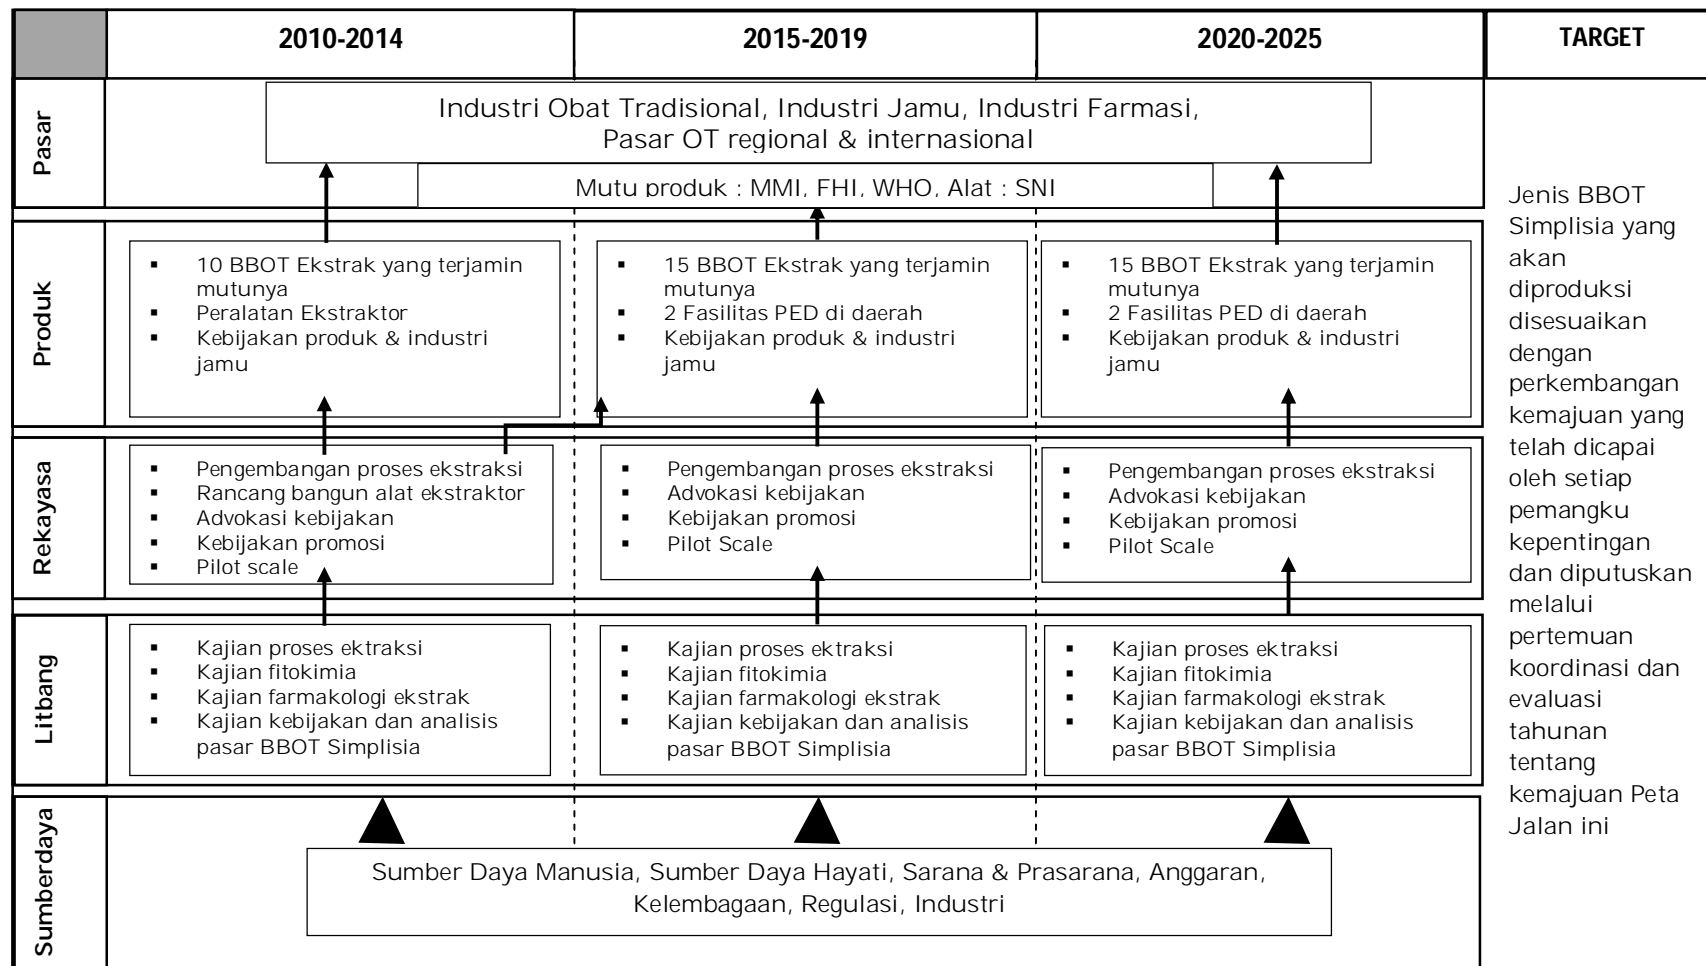 2010-2014
2015-2019
2020-2025
TARGET
Pasar
Industri Obat Tradisional, Industri Jamu, Industri Farmasi,
Pasar OT regional & internasional
Mutu produk : MMI, FHI, WHO, Alat : SNI
Produk
▪ 10 BBOT Ekstrak yang terjamin
mutunya
▪ Peralatan Ekstraktor
▪ Kebijakan produk & industri
jamu
▪ 15 BBOT Ekstrak yang terjamin
mutunya
▪ 2 Fasilitas PED di daerah
▪ Kebijakan produk & industri
jamu
▪ 15 BBOT Ekstrak yang terjamin
mutunya
▪ 2 Fasilitas PED di daerah
▪ Kebijakan produk & industri
jamu
Rekayasa
▪ Pengembangan proses ekstraksi
▪ Rancang bangun alat ekstraktor
▪ Advokasi kebijakan
▪ Kebijakan promosi
▪ Pilot scale
▪ Pengembangan proses ekstraksi
▪ Advokasi kebijakan
▪ Kebijakan promosi
▪ Pilot Scale
▪ Pengembangan proses ekstraksi
▪ Advokasi kebijakan
▪ Kebijakan promosi
▪ Pilot Scale
Litbang
▪ Kajian proses ektraksi
▪ Kajian fitokimia
▪ Kajian farmakologi ekstrak
▪ Kajian kebijakan dan analisis
pasar BBOT Simplisia
▪ Kajian proses ekstraksi
▪ Kajian fitokimia
▪ Kajian farmakologi ekstrak
▪ Kajian kebijakan dan analisis
pasar BBOT Simplisia
▪ Kajian proses ekstraksi
▪ Kajian fitokimia
▪ Kajian farmakologi ekstrak
▪ Kajian kebijakan dan analisis
pasar BBOT Simplisia
Sumberdaya
Sumber Daya Manusia, Sumber Daya Hayati, Sarana & Prasarana, Anggaran,
Kelembagaan, Regulasi, Industri
Jenis BBOT
Simplisia yang
akan
diproduksi
disesuaikan
dengan
perkembangan
kemajuan yang
telah dicapai
oleh setiap
pemangku
kepentingan
dan diputuskan
melalui
pertemuan
koordinasi dan
evaluasi
tahunan
tentang
kemajuan Peta
Jalan ini